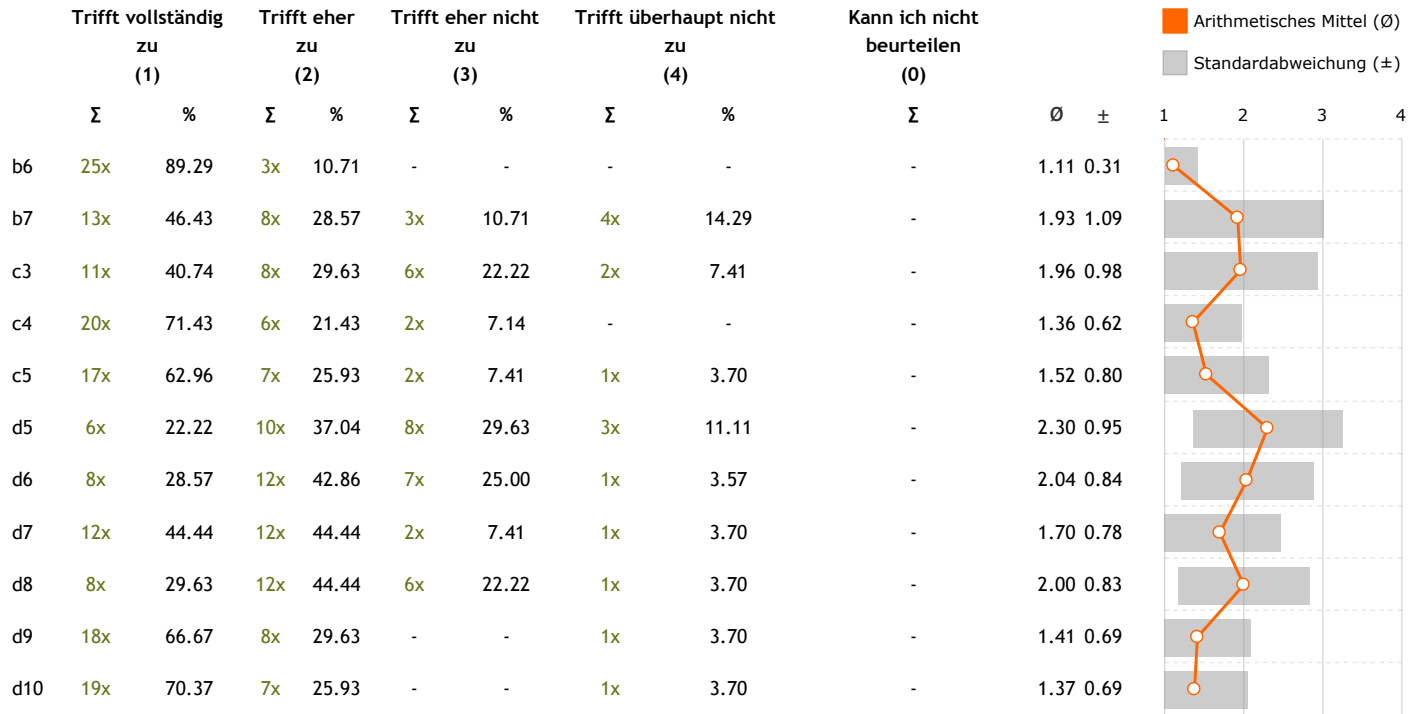 Trifft vollständig zu (1) Trifft eher zu (2) Trifft eher nicht zu (3) Trifft überhaupt nicht zu (4) Kann ich nicht beurteilen (0) Arithmetisches Mittel (Ø)
Standardabweichung (±)
Σ % Σ % Σ % Σ % Σ Ø ± 1 2 3 4
b6 25x 89.29 3x 10.71 - - - - - 1.11 0.31
b7 13x 46.43 8x 28.57 3x 10.71 4x 14.29 - 1.93 1.09
c3 11x 40.74 8x 29.63 6x 22.22 2x 7.41 - 1.96 0.98
c4 20x 71.43 6x 21.43 2x 7.14 - - - 1.36 0.62
c5 17x 62.96 7x 25.93 2x 7.41 1x 3.70 - 1.52 0.80
d5 6x 22.22 10x 37.04 8x 29.63 3x 11.11 - 2.30 0.95
d6 8x 28.57 12x 42.86 7x 25.00 1x 3.57 - 2.04 0.84
d7 12x 44.44 12x 44.44 2x 7.41 1x 3.70 - 1.70 0.78
d8 8x 29.63 12x 44.44 6x 22.22 1x 3.70 - 2.00 0.83
d9 18x 66.67 8x 29.63 - - 1x 3.70 - 1.41 0.69
d10 19x 70.37 7x 25.93 - - 1x 3.70 - 1.37 0.69